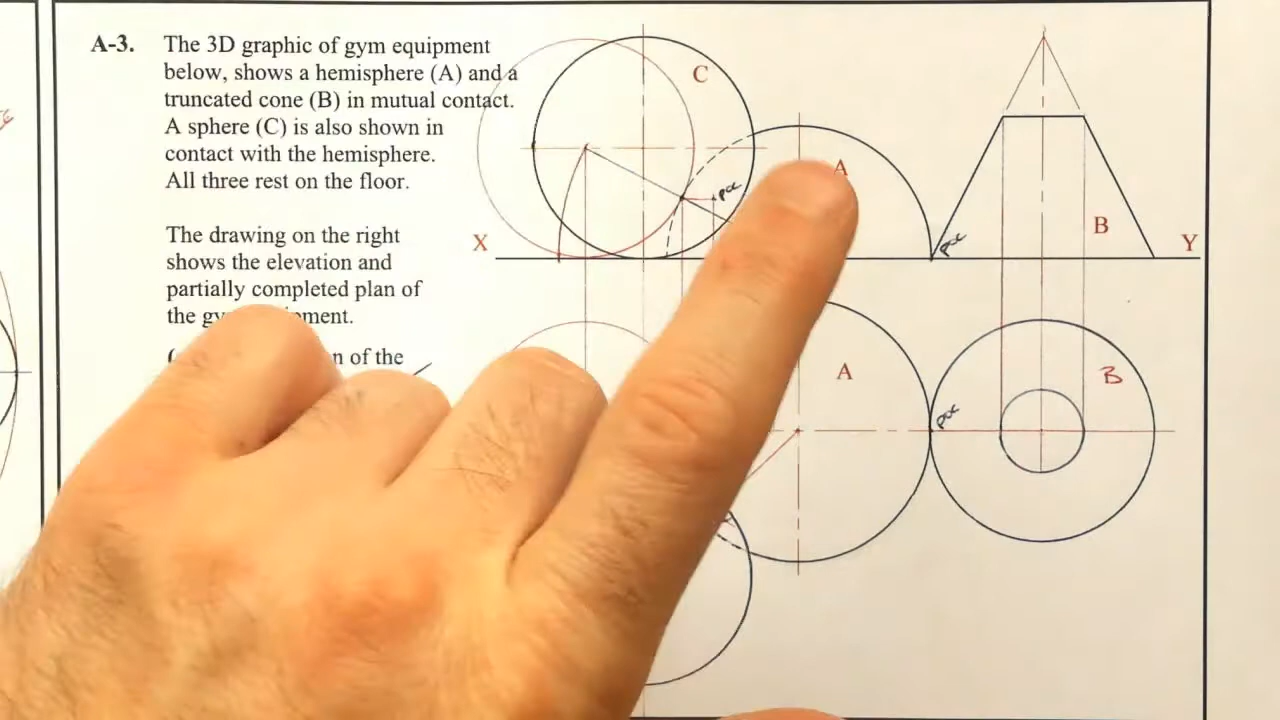 A-3. The 3D graphic of gym equipment
below, shows a hemisphere (A) and a
truncated cone (B) in mutual contact.
A sphere (C) is also shown in
contact with the hemisphere.
All three rest on the floor.
The drawing on the right
shows the elevation and
partially completed plan of
the
of the
C
A
poc
X
poc
B
Y
A
poc
B